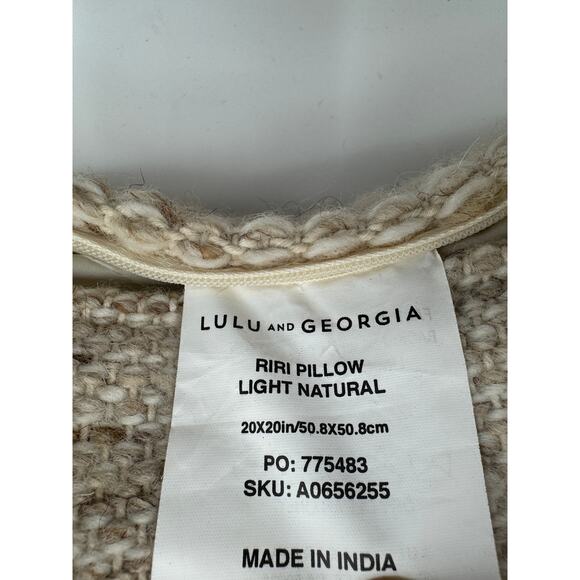 LULU AND GEORGIA
RIRI PILLOW
LIGHT NATURAL
20X20in/50.8X50.8cm
PO: 775483
SKU: A0656255
MADE IN INDIA